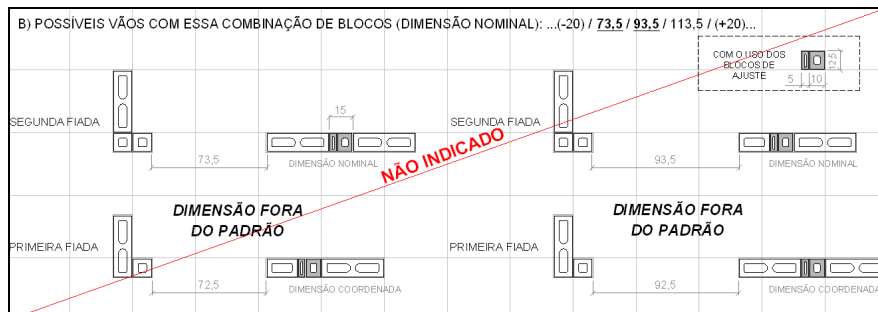 B) POSSÍVEIS VÃOS COM ESSA COMBINAÇÃO DE BLOCOS (DIMENSÃO NOMINAL): ...(-20) / 73,5 / 93,5 / 113,5 / (+20)...
COM O USO DOS
BLOCOS DE
AJUSTE
12,5
5
10
SEGUNDA FIADA
15
73,5
DIMENSÃO NOMINAL
SEGUNDA FIADA
93,5
DIMENSÃO NOMINAL
NÃO INDICADO
DIMENSÃO FORA
DO PADRÃO
PRIMEIRA FIADA
72,5
DIMENSÃO COORDENADA
DIMENSÃO FORA
DO PADRÃO
PRIMEIRA FIADA
92,5
DIMENSÃO COORDENADA